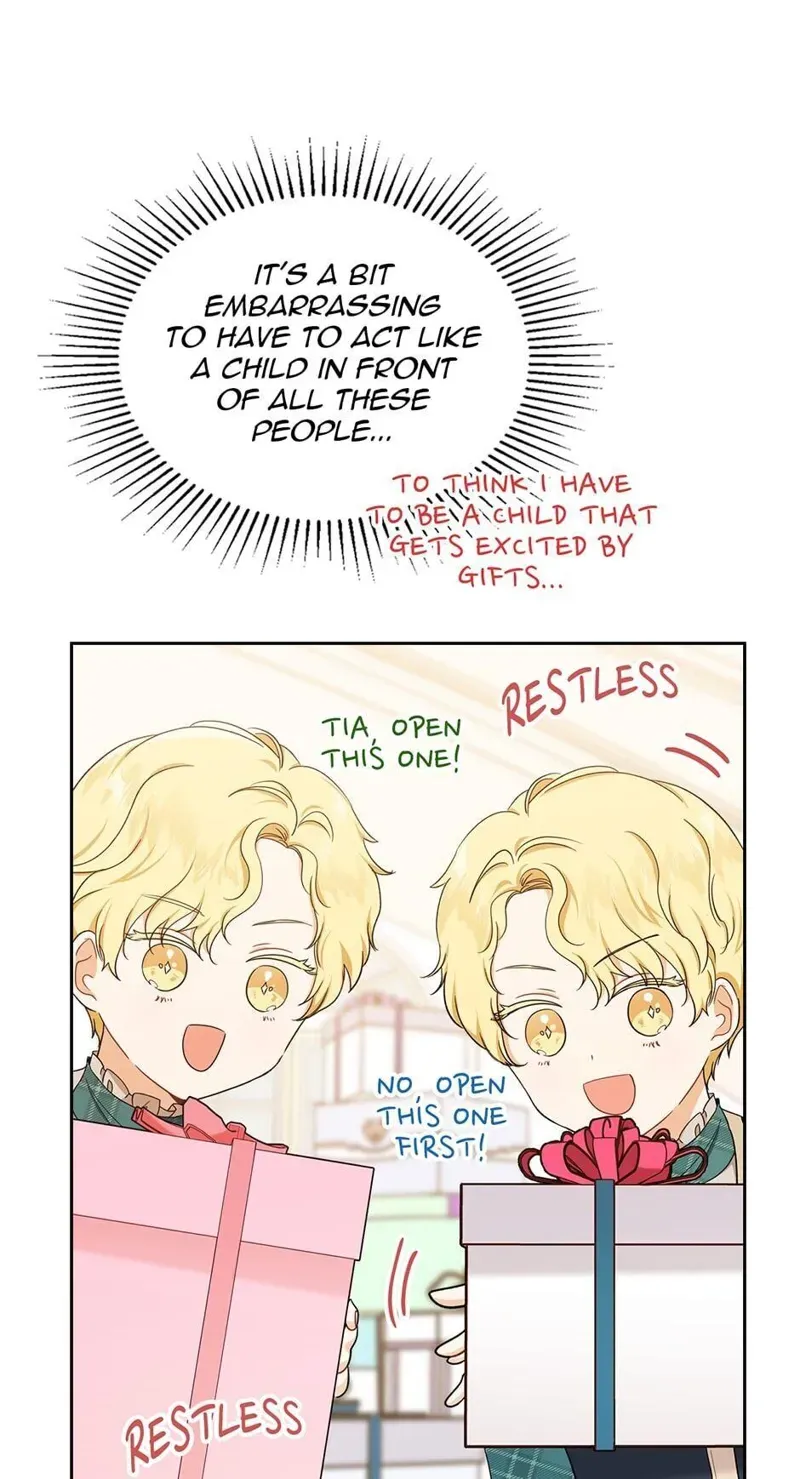 IT'S A BIT
EMBARRASSING
TO HAVE TO ACT LIKE
A CHILD IN FRONT
OF ALL THESE
PEOPLE...
TO THINK I HAVE
TO BE A CHILD THAT
GETS EXCITED BY
GIFTS...
RESTLESS
TIA, OPEN
THIS ONE!
NO, OPEN
THIS ONE
FIRST!
RESTLESS